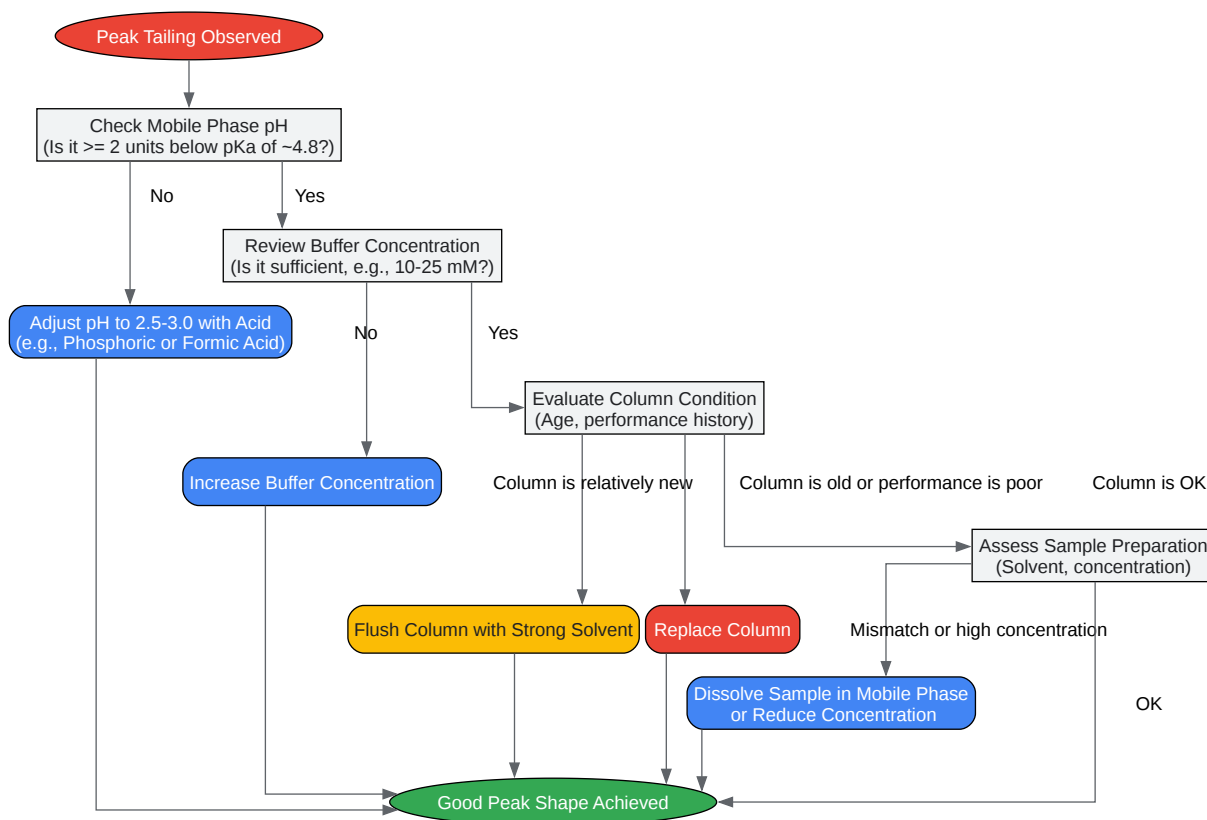 Peak Tailing Observed
Check Mobile Phase pH
(Is it >= 2 units below pKa of ~4.8?)
No
Yes
Review Buffer Concentration
(Is it sufficient, e.g., 10-25 mM?)
Adjust pH to 2.5-3.0 with Acid
(e.g., Phosphoric or Formic Acid)
No
Yes
Evaluate Column Condition
(Age, performance history)
Increase Buffer Concentration
Column is relatively new
Column is old or performance is poor
Column is OK
Assess Sample Preparation
(Solvent, concentration)
Flush Column with Strong Solvent
Replace Column
Mismatch or high concentration
Dissolve Sample in Mobile Phase
or Reduce Concentration
OK
Good Peak Shape Achieved